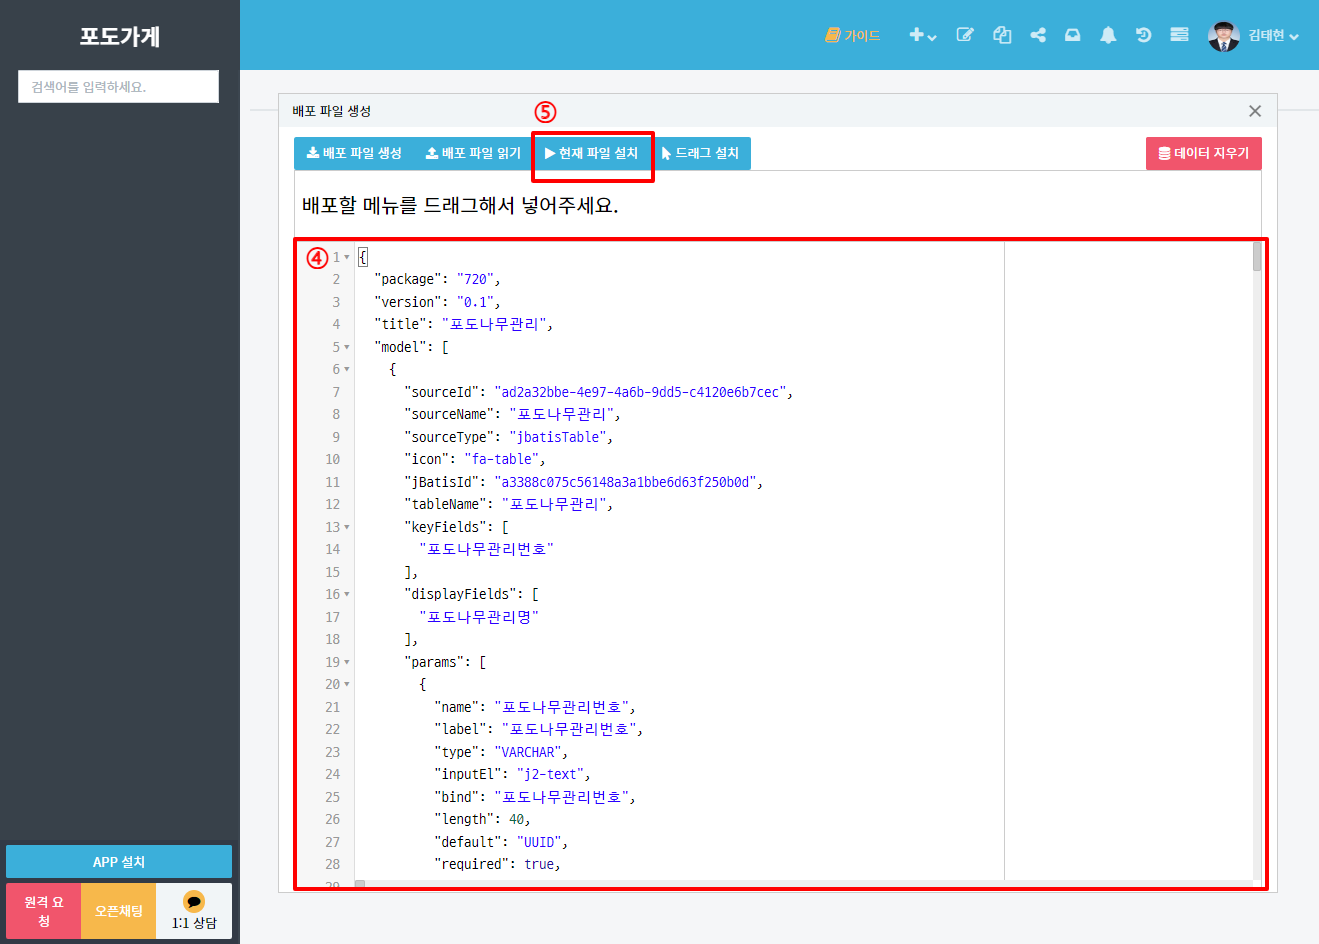 포도가게
검색어를 입력하세요.
가이드
김태현
배포 파일 생성
⑤
배포 파일 생성 배포 파일 읽기 현재 파일 설치 드래그 설치 데이터 지우기
배포할 메뉴를 드래그해서 넣어주세요.
④
1 {
2 "package": "720",
3 "version": "0.1",
4 "title": "포도나무관리",
5 "model": [
6 {
7 "sourceId": "ad2a32bbe-4e97-4a6b-9dd5-c4120e6b7cec",
8 "sourceName": "포도나무관리",
9 "sourceType": "jbatisTable",
10 "icon": "fa-table",
11 "jBatisId": "a3388c075c56148a3a1bbe6d63f250b0d",
12 "tableName": "포도나무관리",
13 "keyFields": [
14 "포도나무관리번호"
15 ],
16 "displayFields": [
17 "포도나무관리명"
18 ],
19 "params": [
20 {
21 "name": "포도나무관리번호",
22 "label": "포도나무관리번호",
23 "type": "VARCHAR",
24 "inputEl": "j2-text",
25 "bind": "포도나무관리번호",
26 "length": 40,
27 "default": "UUID",
28 "required": true,
29
APP 설치
원격 요
청
오픈채팅
1:1 상담